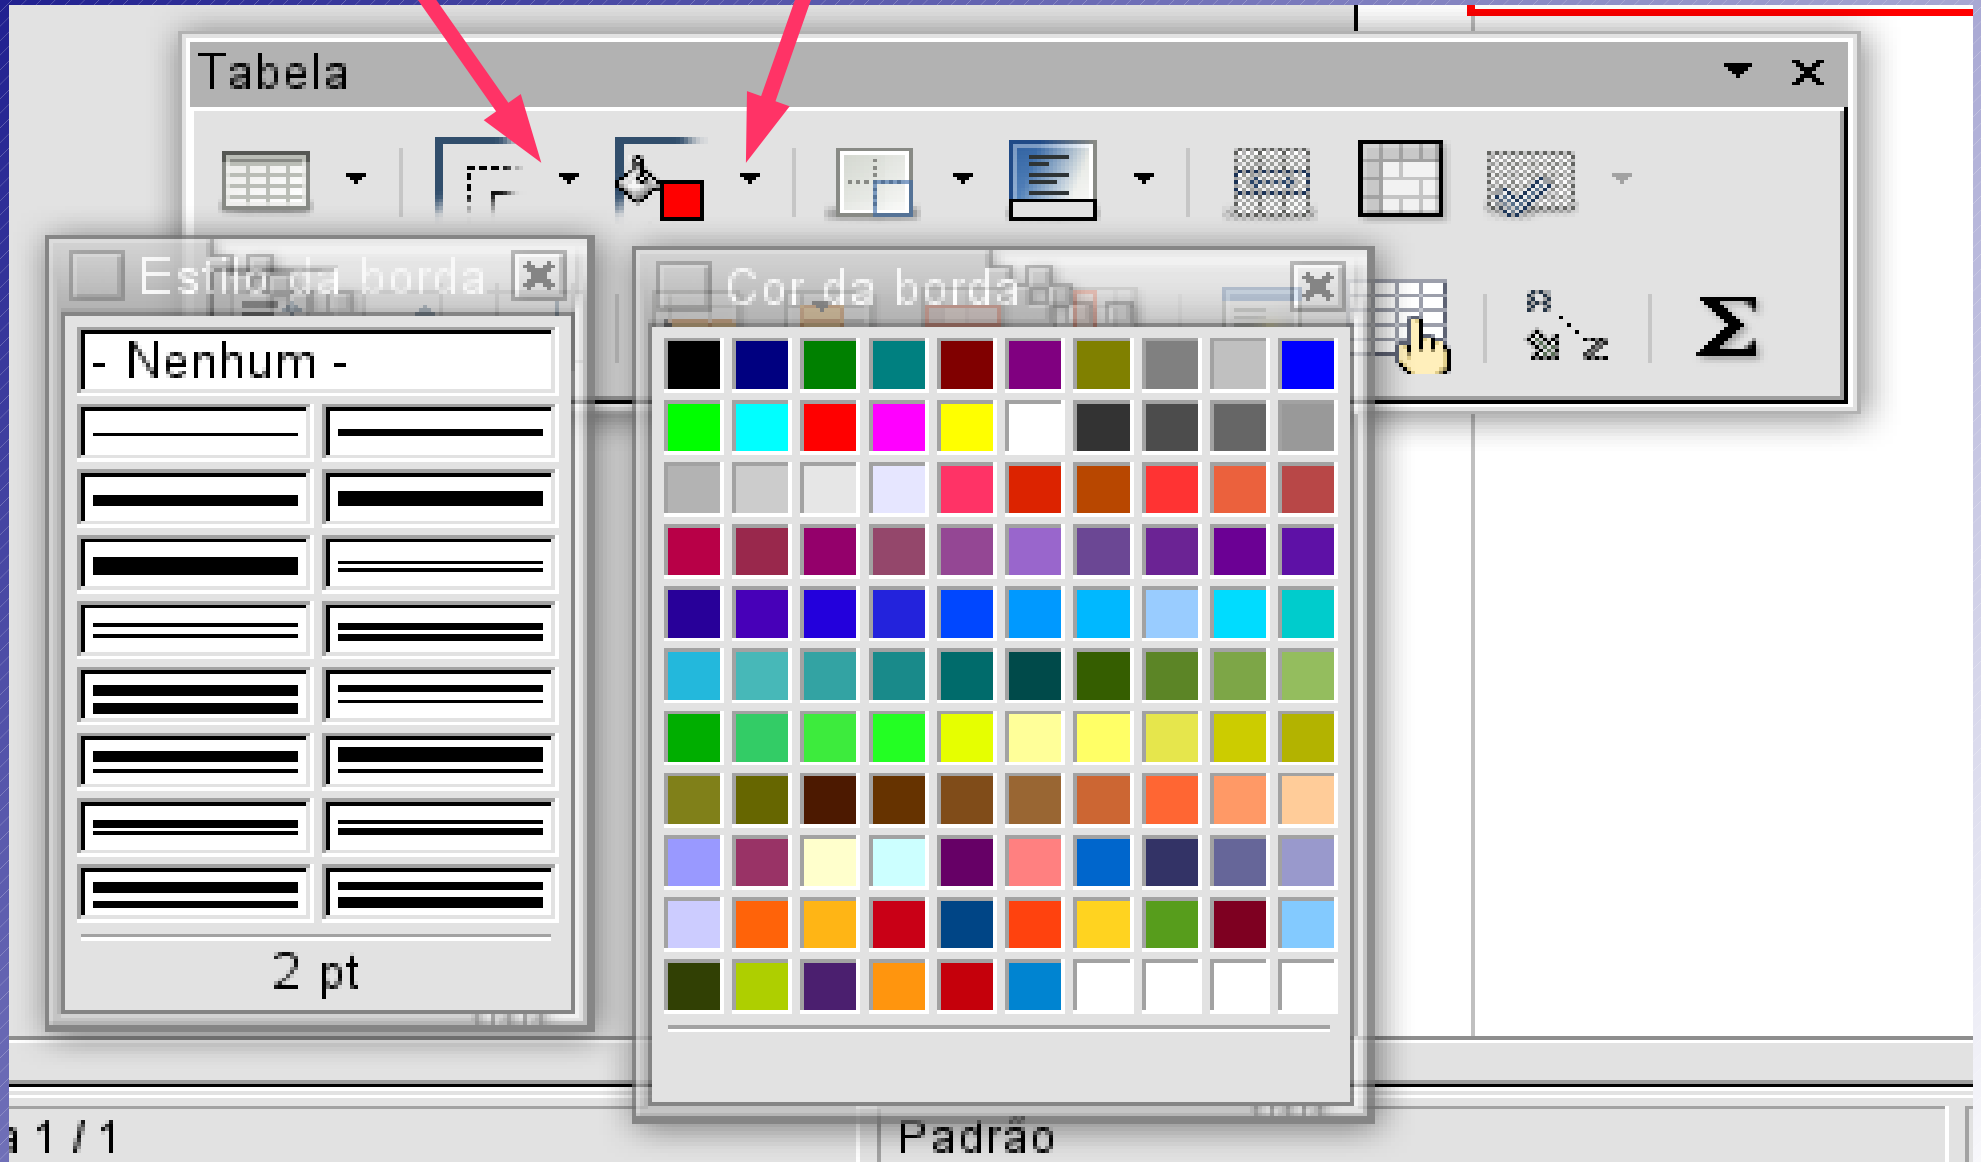 Tabela
Estilo da borda
Cor da borda
- Nenhum -
2 pt
a 1 / 1
Padrão